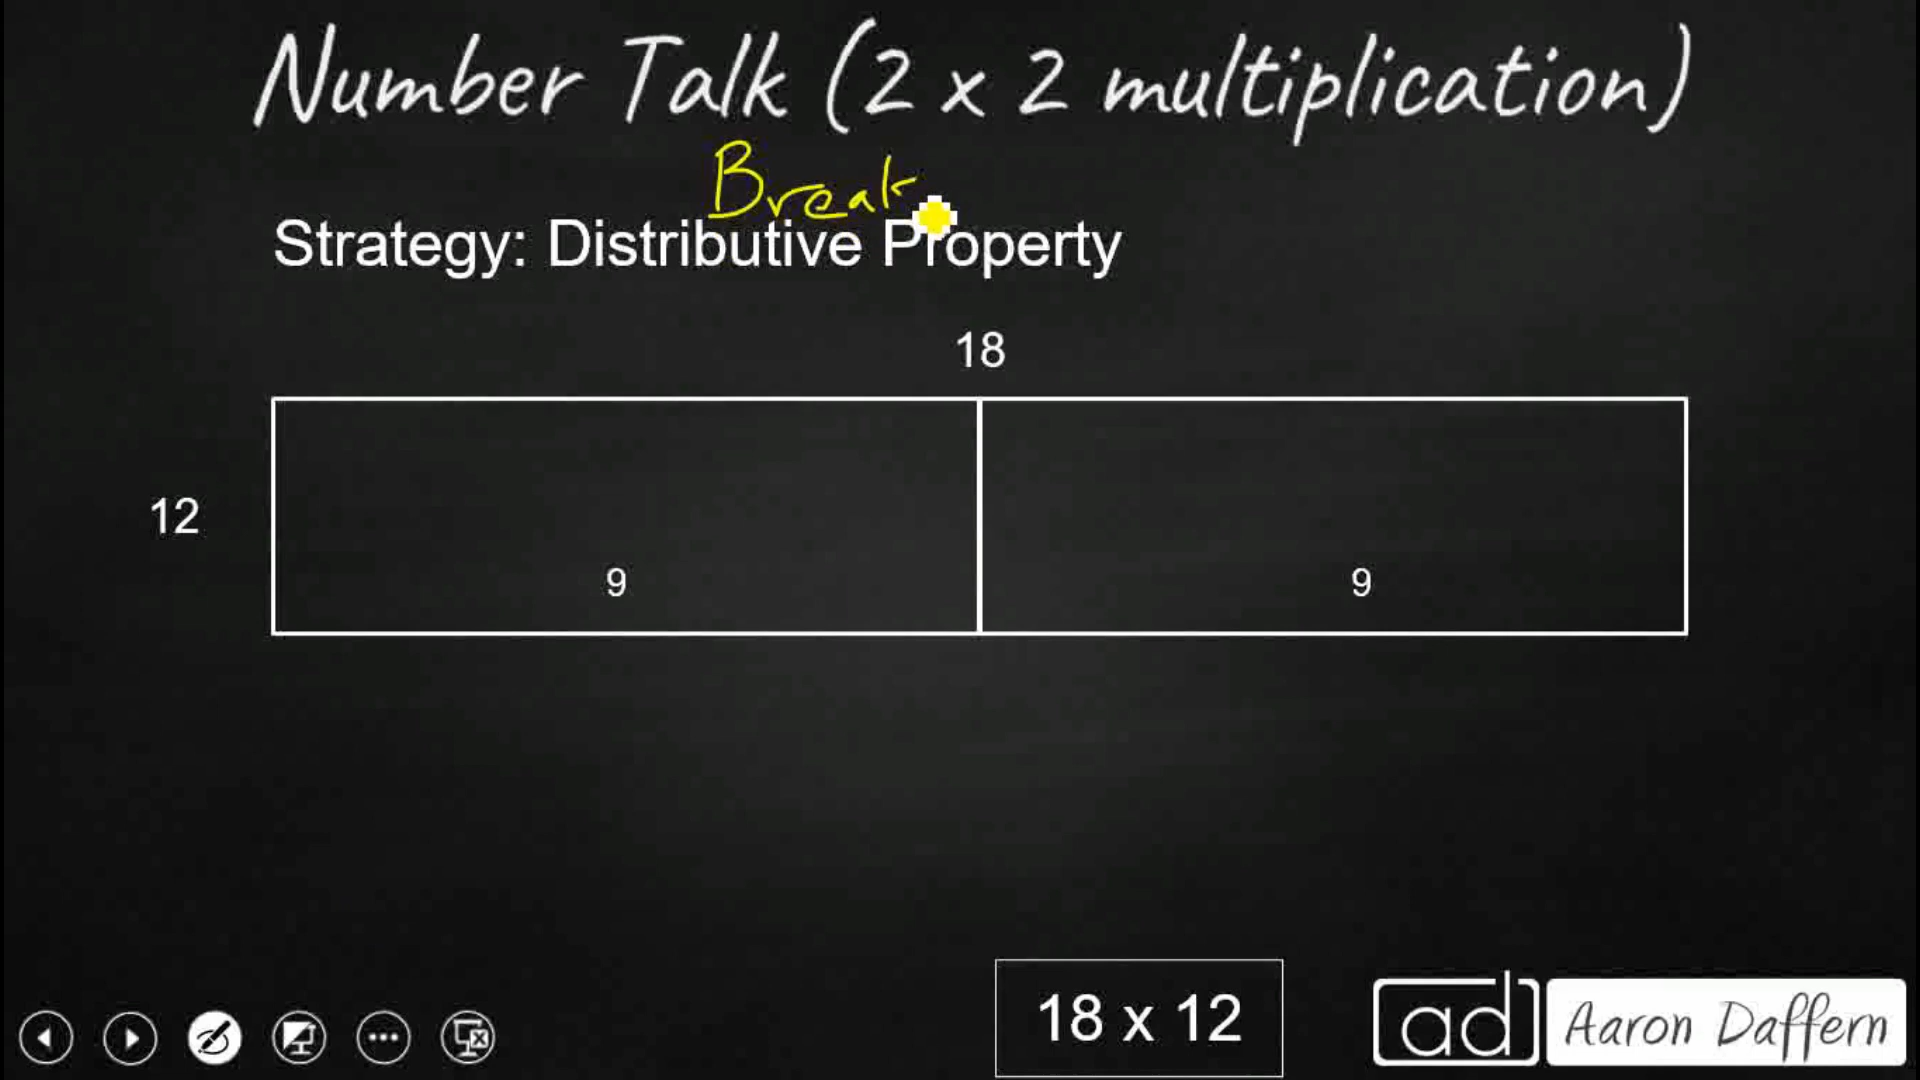 Number Talk (2 x 2 multiplication)
Break
Strategy: Distributive Property
18
12
9 9
18 x 12
ad Aaron Daffern